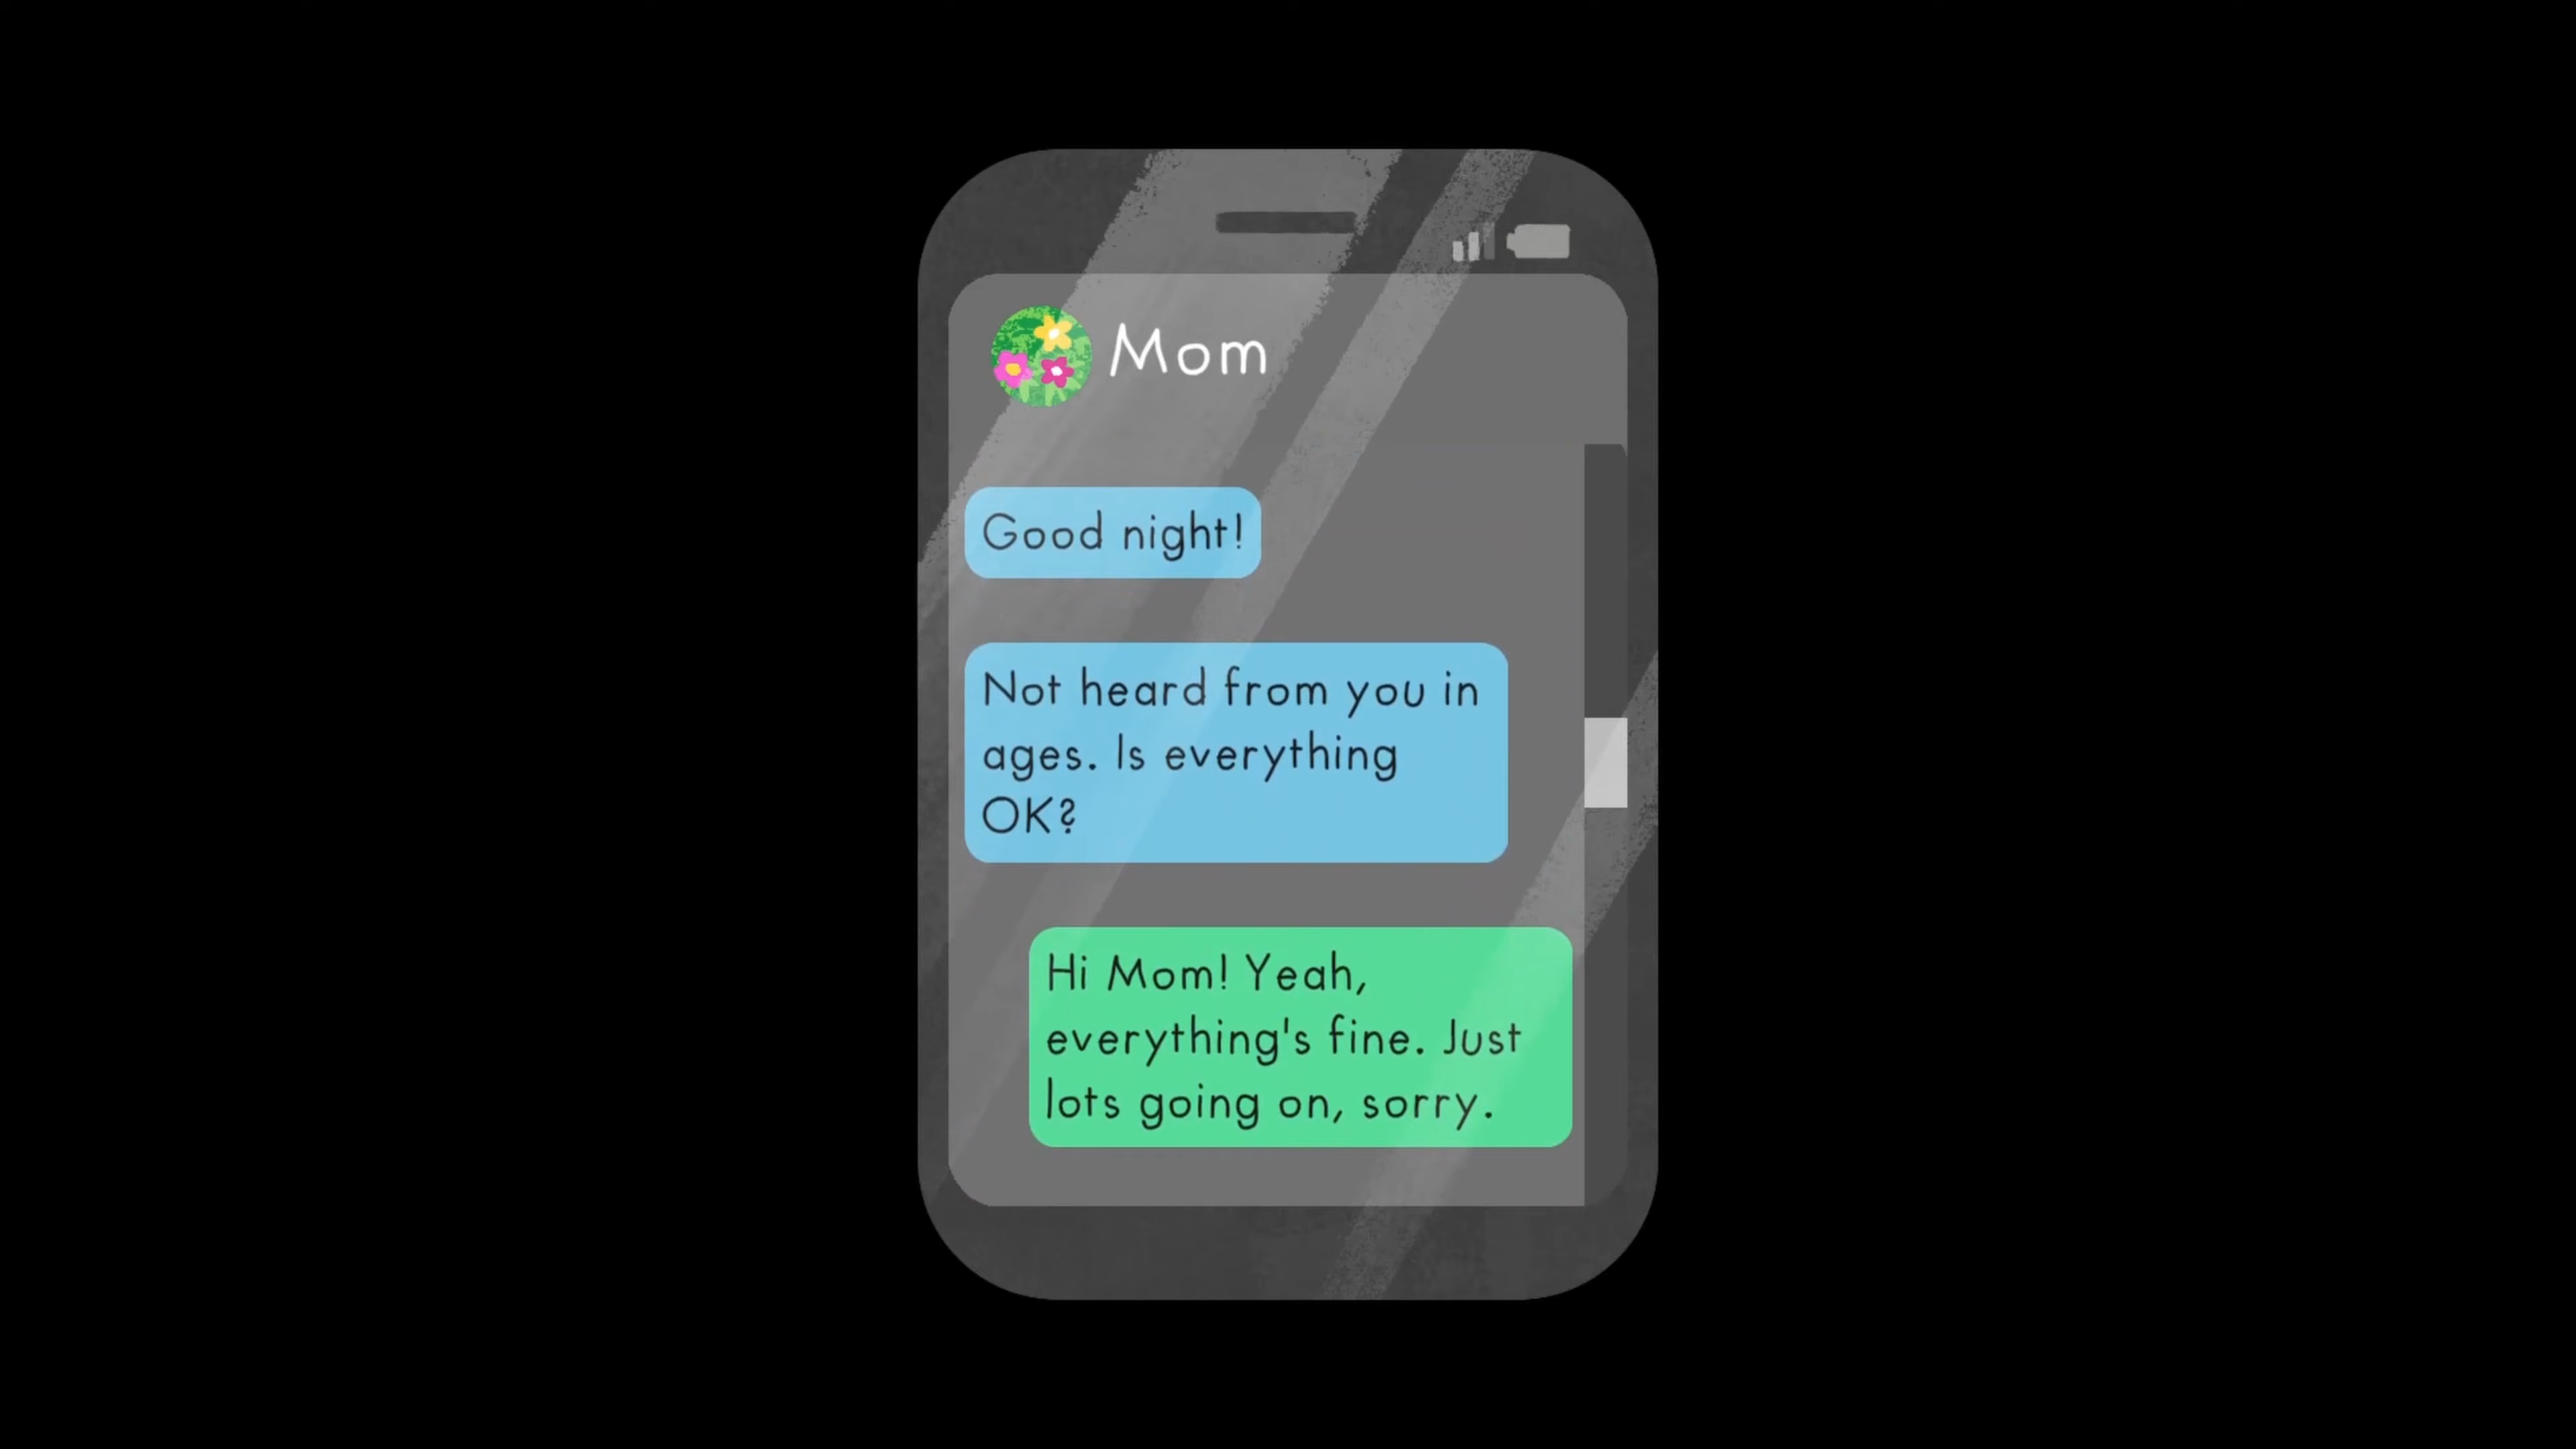 Mom
Good night!
Not heard from you in
ages. Is everything
OK?
Hi Mom! Yeah,
everything's fine. Just
lots going on, sorry.